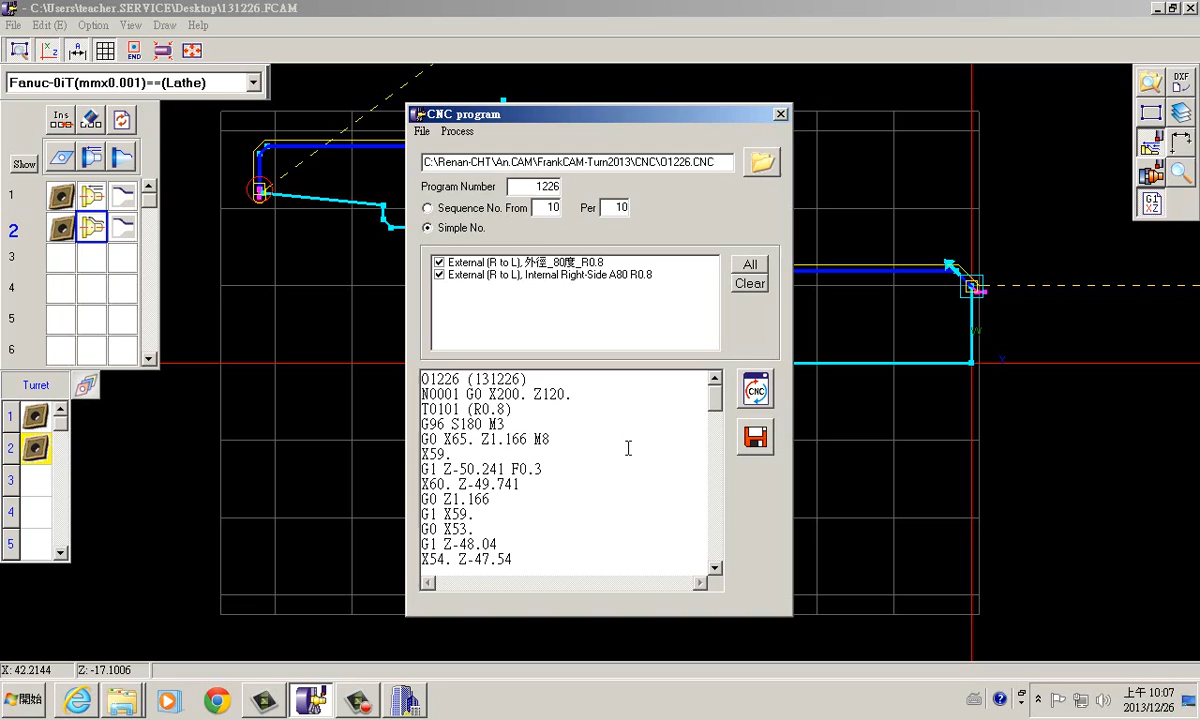 - C:\Users\teacher.SERVICE\Desktop\131226.FCAM
File Edit (E) Option View Draw Help
X Z A END
Fanuc-0iT(mmx0.001)==(Lathe)
DXF
Ins
Show
1
2
3
4
5
6
Turret
1
2
3
4
5
CNC program
File Process
C:\Renan-CHT\An.CAM\FrankCAM-Turn2013\CNC\O1226.CNC
Program Number 1226
Sequence No. From 10 Per 10
Simple No.
External (R to L), 外徑_80度_R0.8
External (R to L), Internal Right-Side A80 R0.8
All
Clear
O1226 (131226)
N0001 G0 X200. Z120.
T0101 (R0.8)
G96 S180 M3
G0 X65. Z1.166 M8
X59.
G1 Z-50.241 F0.3
X60. Z-49.741
G0 Z1.166
G1 X59.
G0 X53.
G1 Z-48.04
X54. Z-47.54
CNC
G1
XZ
X: 42.2144 Z: -17.1006
開始
上午 10:07
2013/12/26